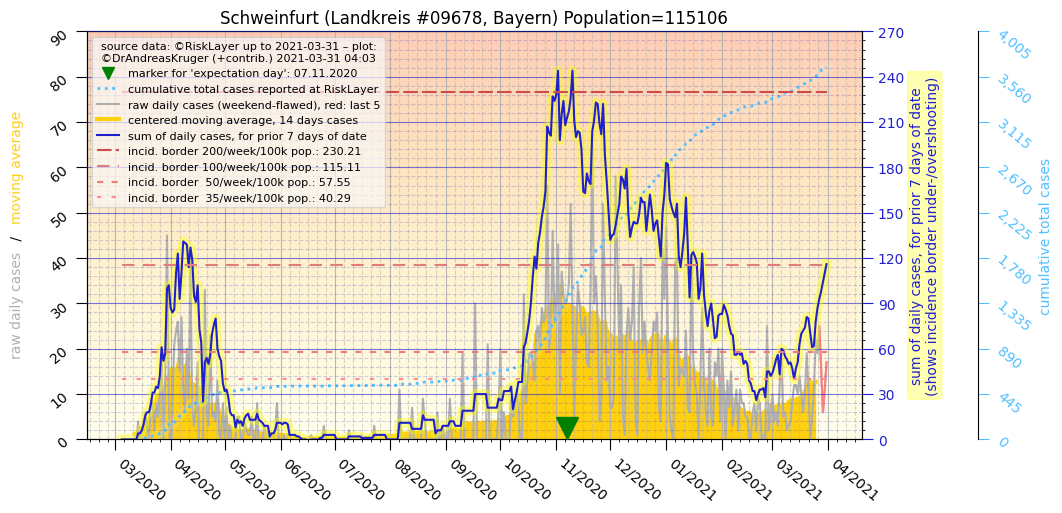 Schweinfurt (Landkreis #09678, Bayern) Population=115106
source data: ©RiskLayer up to 2021-03-31 – plot:
©DrAndreasKruger (+contrib.) 2021-03-31 04:03
marker for 'expectation day': 07.11.2020
cumulative total cases reported at RiskLayer
raw daily cases (weekend-flawed), red: last 5
centered moving average, 14 days cases
sum of daily cases, for prior 7 days of date
incid. border 200/week/100k pop.: 230.21
incid. border 100/week/100k pop.: 115.11
incid. border  50/week/100k pop.: 57.55
incid. border  35/week/100k pop.: 40.29
raw daily cases  /  moving average
90
80
70
60
50
40
30
20
10
0
03/2020
04/2020
05/2020
06/2020
07/2020
08/2020
09/2020
10/2020
11/2020
12/2020
01/2021
02/2021
03/2021
04/2021
270
240
210
180
150
120
90
60
30
0
sum of daily cases, for prior 7 days of date
(shows incidence border under-/overshooting)
4,005
3,560
3,115
2,670
2,225
1,780
1,335
890
445
0
cumulative total cases